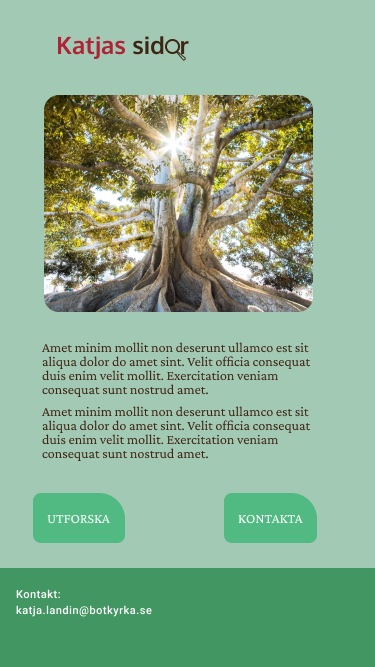 Katjas sidor
Amet minim mollit non deserunt ullamco est sit
aliqua dolor do amet sint. Velit officia consequat
duis enim velit mollit. Exercitation veniam
consequat sunt nostrud amet.
Amet minim mollit non deserunt ullamco est sit
aliqua dolor do amet sint. Velit officia consequat
duis enim velit mollit. Exercitation veniam
consequat sunt nostrud amet.
UTFORSKA
KONTAKTA
Kontakt:
katja.landin@botkyrka.se